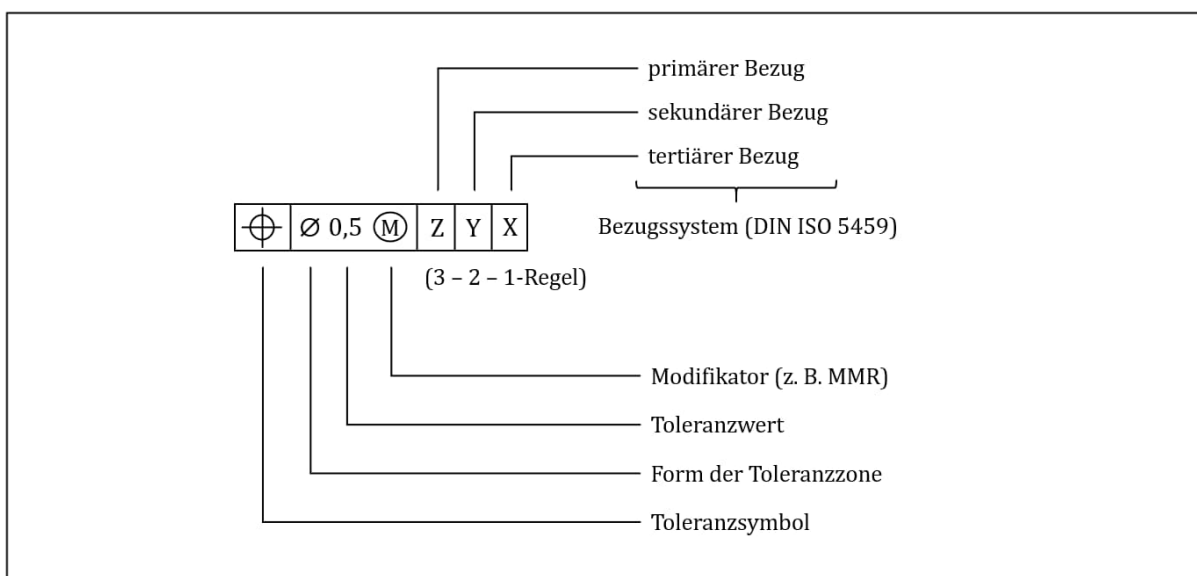 primärer Bezug
sekundärer Bezug
tertiärer Bezug
⌖ ⌀ 0,5 Ⓜ Z Y X
Bezugssystem (DIN ISO 5459)
(3 – 2 – 1-Regel)
Modifikator (z. B. MMR)
Toleranzwert
Form der Toleranzzone
Toleranzsymbol